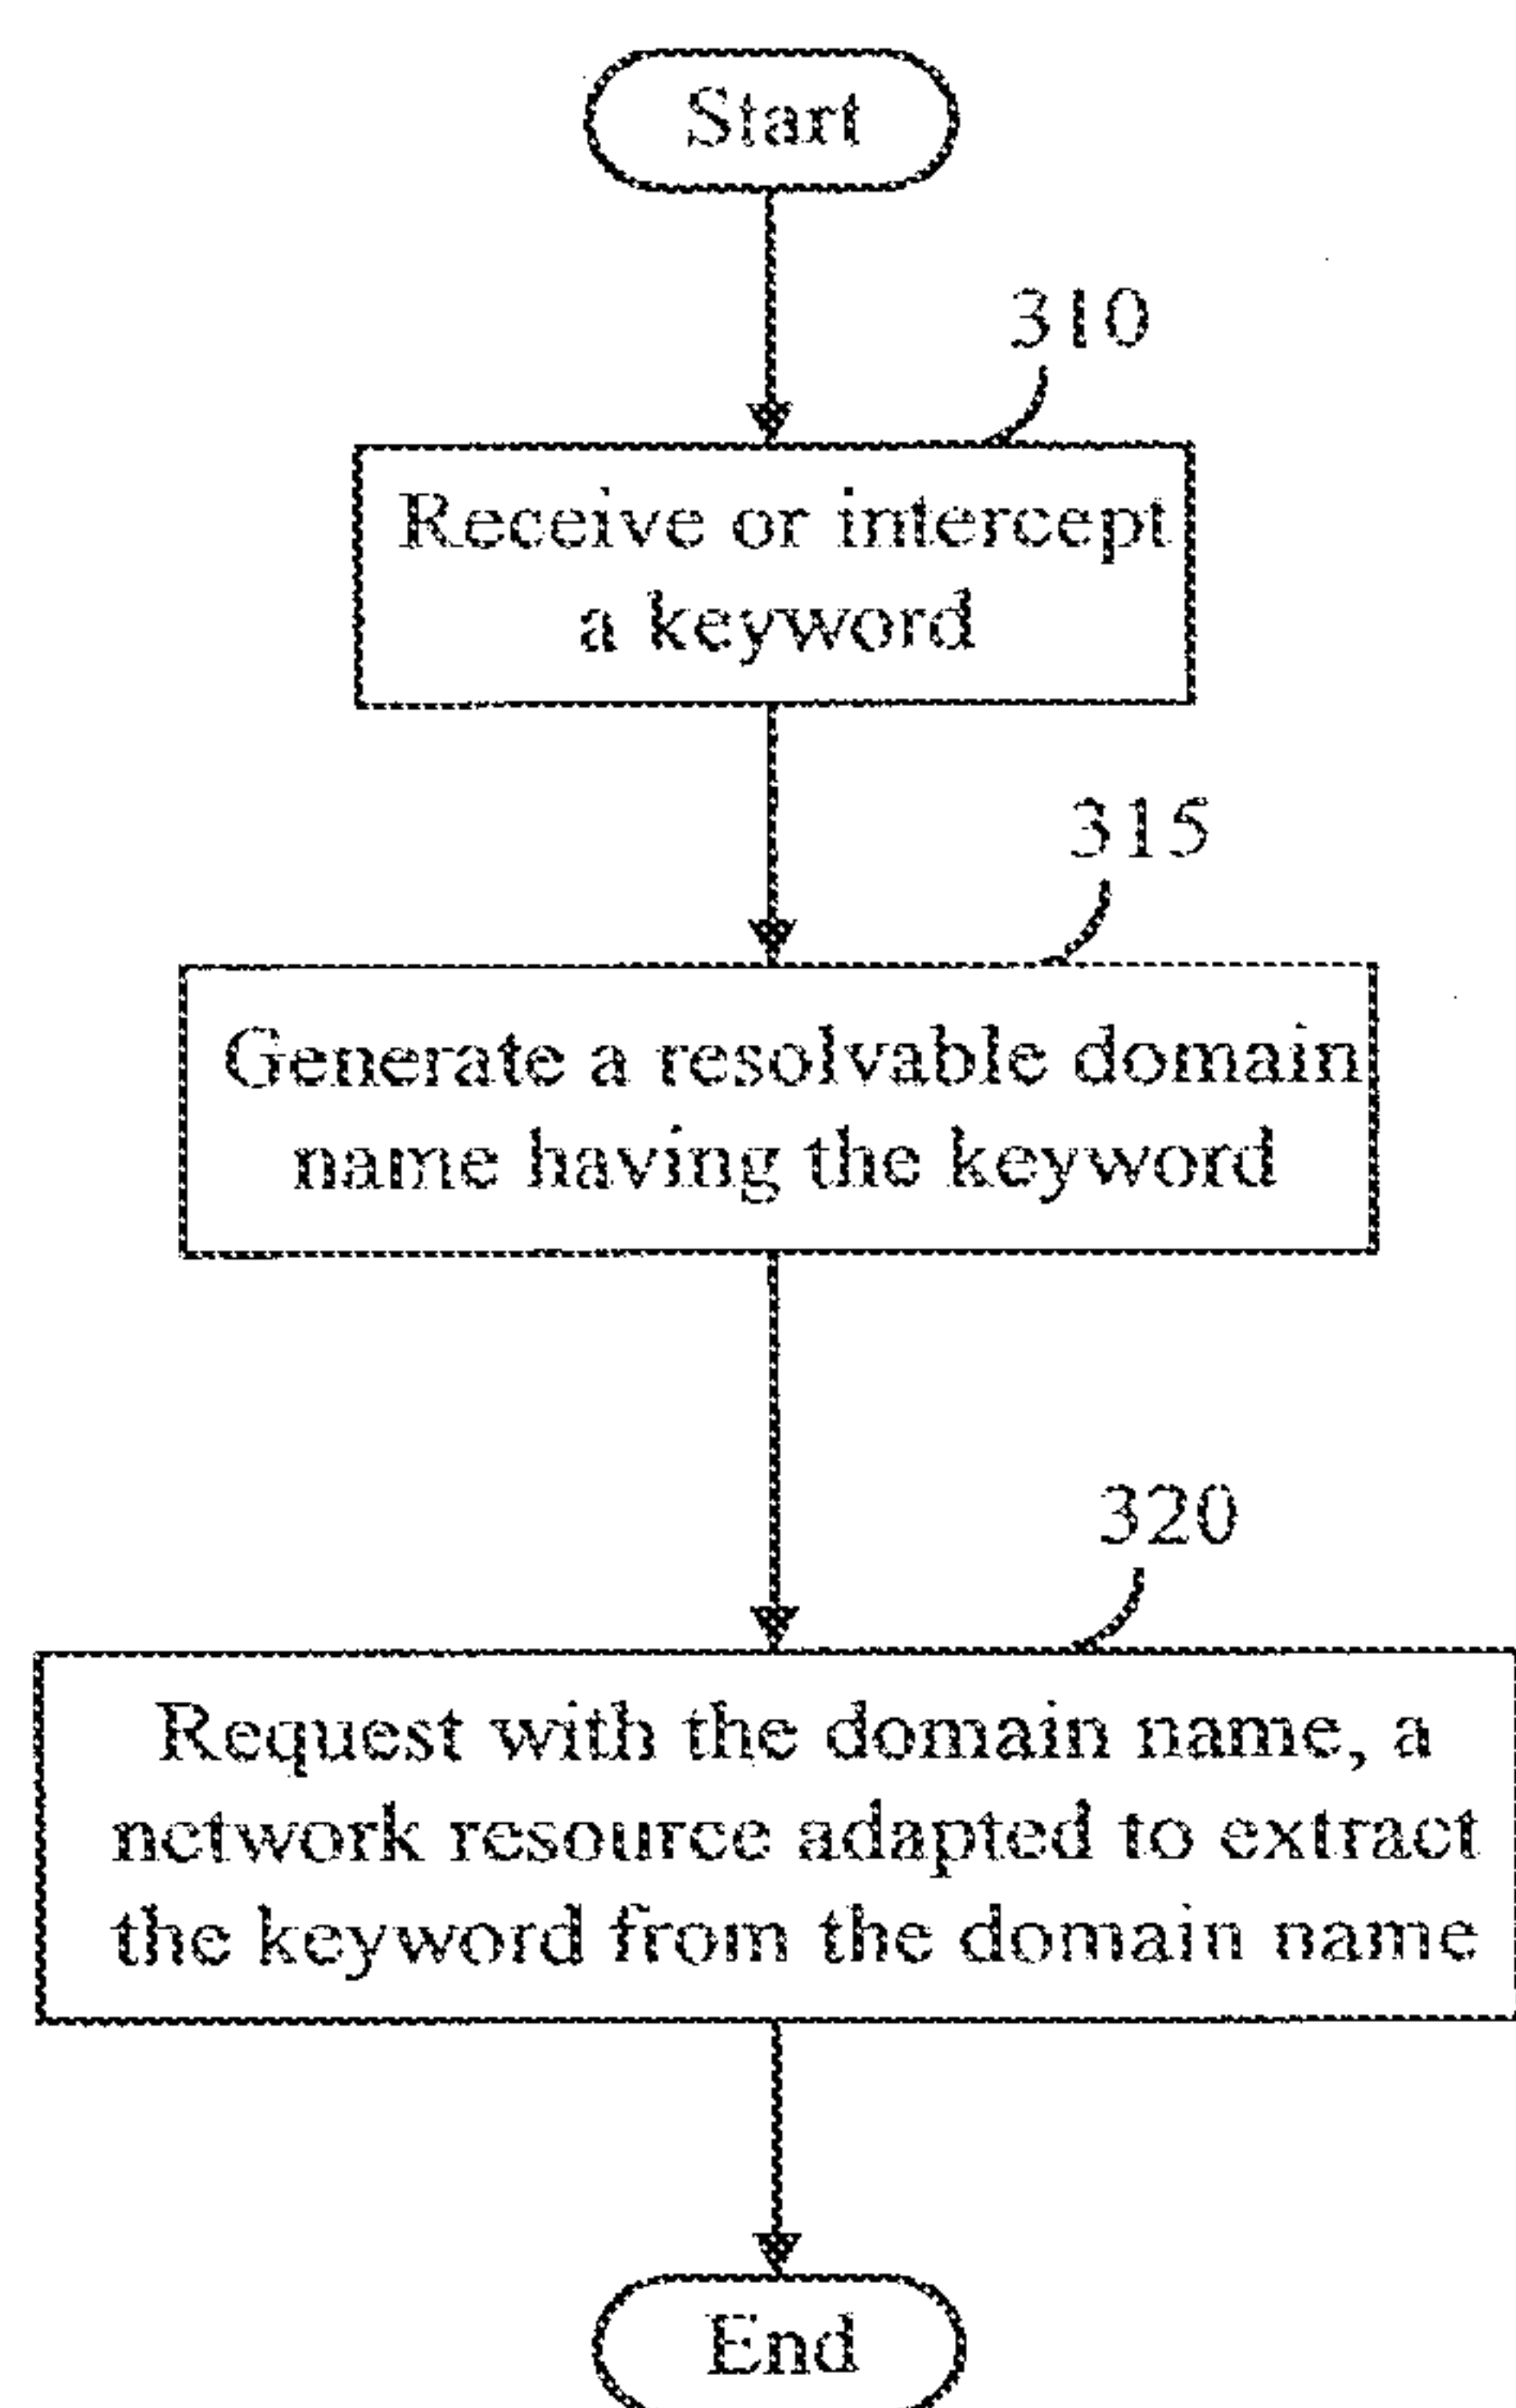 Start
310
Receive or intercept
a keyword
315
Generate a resolvable domain
name having the keyword
320
Request with the domain name, a
network resource adapted to extract
the keyword from the domain name
End